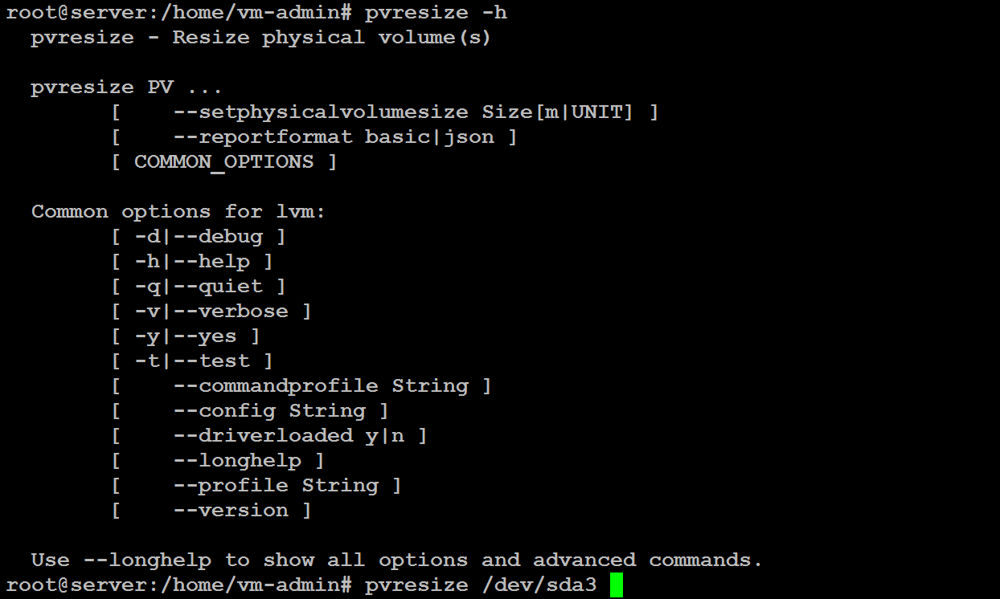 root@server:/home/vm-admin# pvresize -h
  pvresize - Resize physical volume(s)

  pvresize PV ...
        [    --setphysicalvolumesize Size[m|UNIT] ]
        [    --reportformat basic|json ]
        [ COMMON_OPTIONS ]

  Common options for lvm:
        [ -d|--debug ]
        [ -h|--help ]
        [ -q|--quiet ]
        [ -v|--verbose ]
        [ -y|--yes ]
        [ -t|--test ]
        [    --commandprofile String ]
        [    --config String ]
        [    --driverloaded y|n ]
        [    --longhelp ]
        [    --profile String ]
        [    --version ]

  Use --longhelp to show all options and advanced commands.
root@server:/home/vm-admin# pvresize /dev/sda3